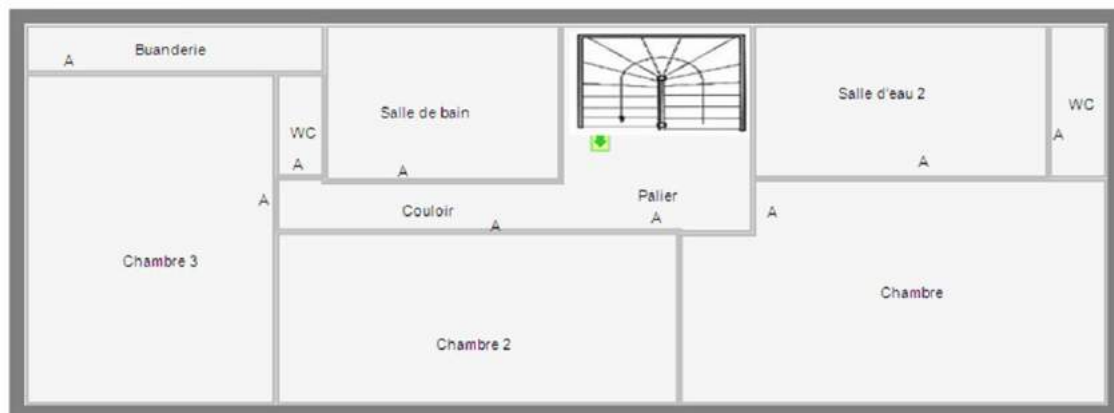 Buanderie
A
Salle de bain
Salle d'eau 2
WC
WC
A
A
A
A
A
Couloir
Palier
A
A
A
Chambre 3
Chambre
Chambre 2